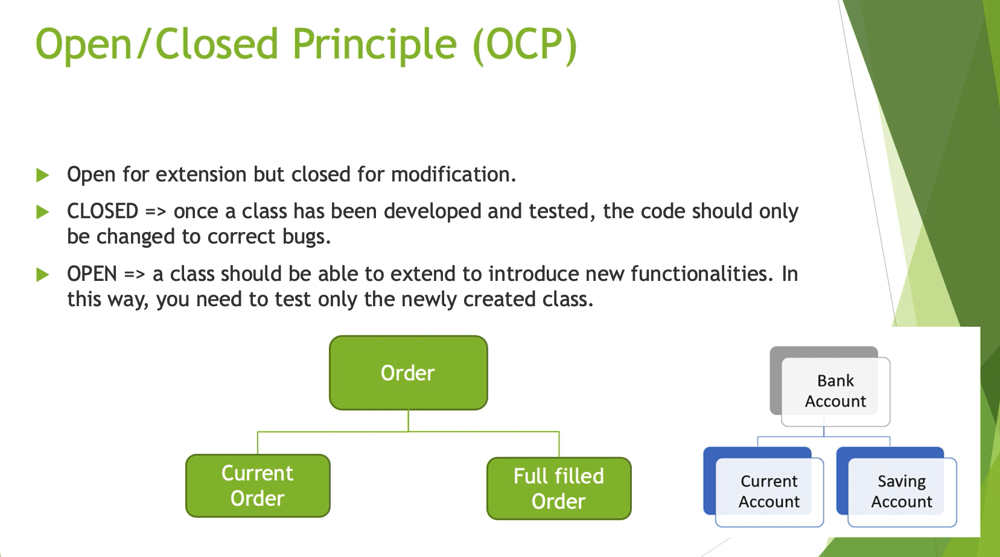 Open/Closed Principle (OCP)
Open for extension but closed for modification.
CLOSED => once a class has been developed and tested, the code should only
be changed to correct bugs.
OPEN => a class should be able to extend to introduce new functionalities. In
this way, you need to test only the newly created class.
Order
Current
Order
Full filled
Order
Bank
Account
Current
Account
Saving
Account